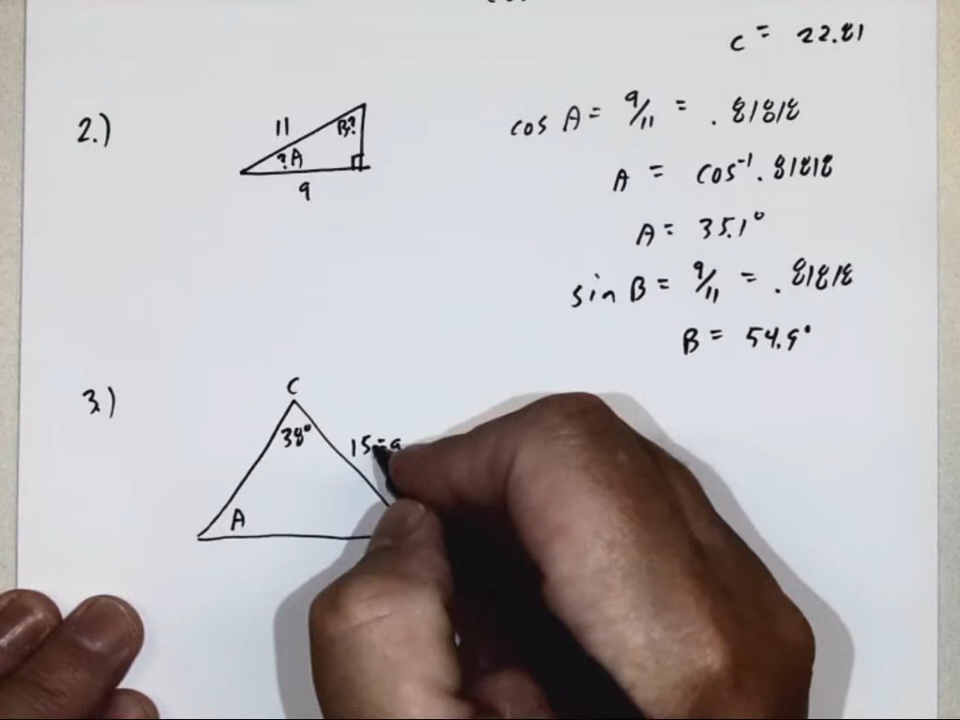 c = 22.81
2.)
11
B?
?A
9
cos A = 9/11 = .81818
A = cos⁻¹ .81818
A = 35.1°
sin B = 9/11 = .81818
B = 54.9°
3.)
C
38°
15=a
A